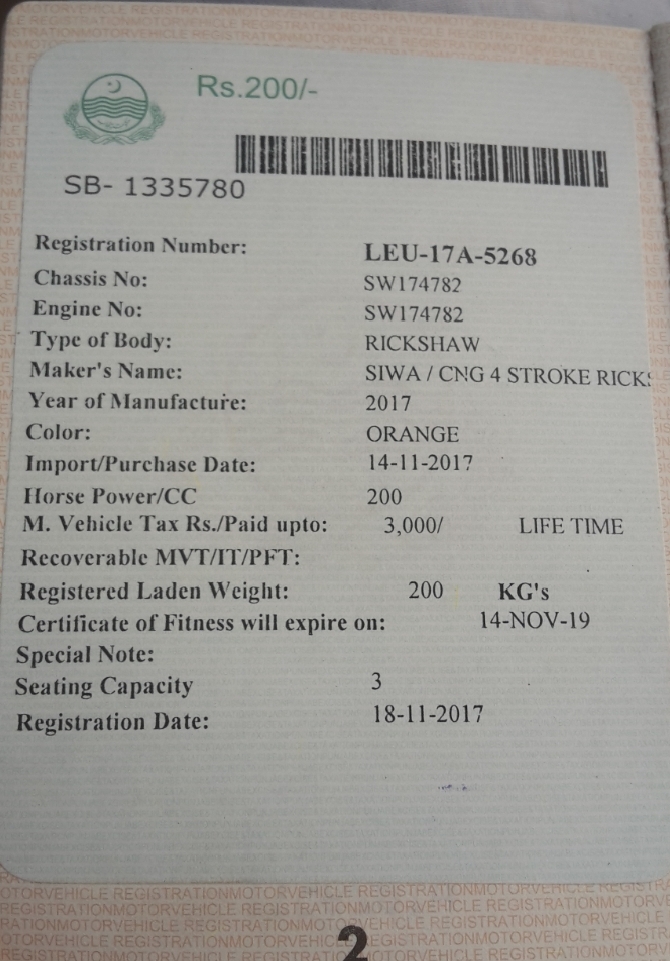 Rs.200/-
SB- 1335780
Registration Number: LEU-17A-5268
Chassis No: SW174782
Engine No: SW174782
Type of Body: RICKSHAW
Maker's Name: SIWA / CNG 4 STROKE RICKS
Year of Manufacture: 2017
Color: ORANGE
Import/Purchase Date: 14-11-2017
Horse Power/CC 200
M. Vehicle Tax Rs./Paid upto: 3,000/ LIFE TIME
Recoverable MVT/IT/PFT:
Registered Laden Weight: 200 KG's
Certificate of Fitness will expire on: 14-NOV-19
Special Note:
Seating Capacity 3
Registration Date: 18-11-2017
OTORVEHICLE REGISTRATIONMOTORVEHICLE REGISTRATIONMOTORVEHICLE REGISTRATION
REGISTRATIONMOTORVEHICLE REGISTRATIONMOTORVEHICLE REGISTRATION
2